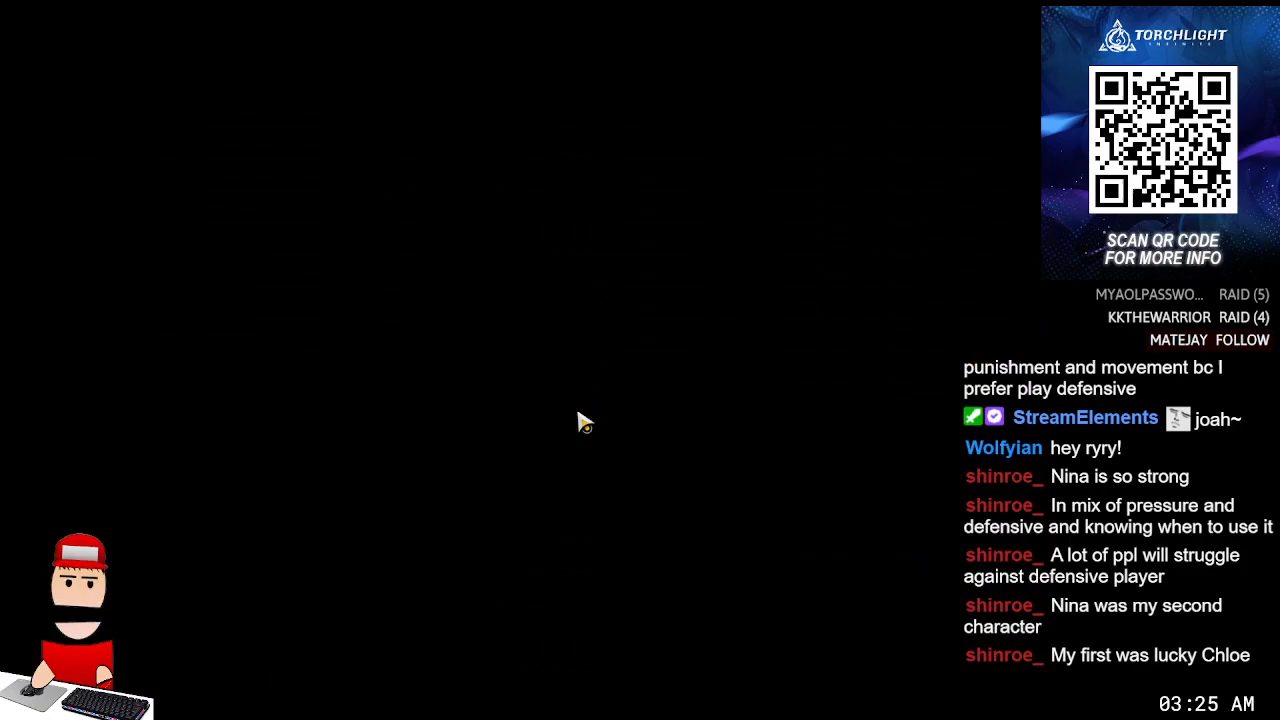 TORCHLIGHT
INFINITE
SCAN QR CODE
FOR MORE INFO
MYAOLPASSWO... RAID (5)
KKTHEWARRIOR RAID (4)
MATEJAY FOLLOW
punishment and movement bc I
prefer play defensive
StreamElements joah~
Wolfyian hey ryry!
shinroe_ Nina is so strong
shinroe_ In mix of pressure and
defensive and knowing when to use it
shinroe_ A lot of ppl will struggle
against defensive player
shinroe_ Nina was my second
character
shinroe_ My first was lucky Chloe
03:25 AM